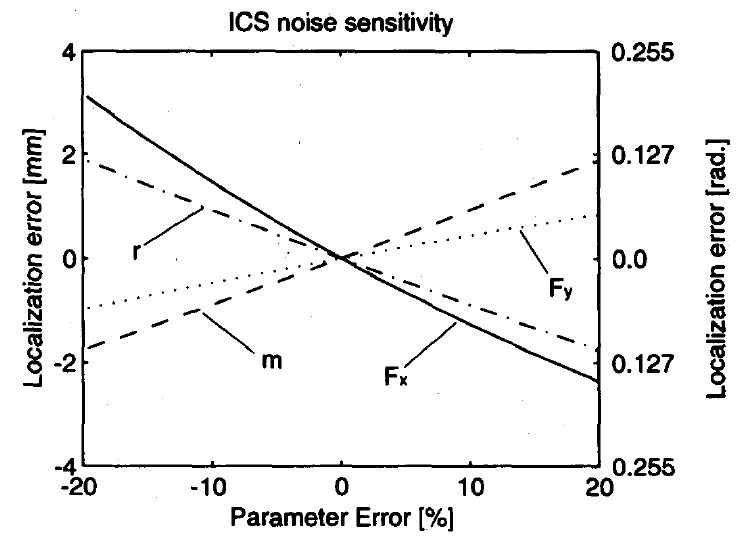 ICS noise sensitivity
4
2
0
-2
-4
Localization error [mm]
0.255
0.127
0.0
0.127
0.255
Localization error [rad.]
r
m
Fx
Fy
-20
-10
0
10
20
Parameter Error [%]